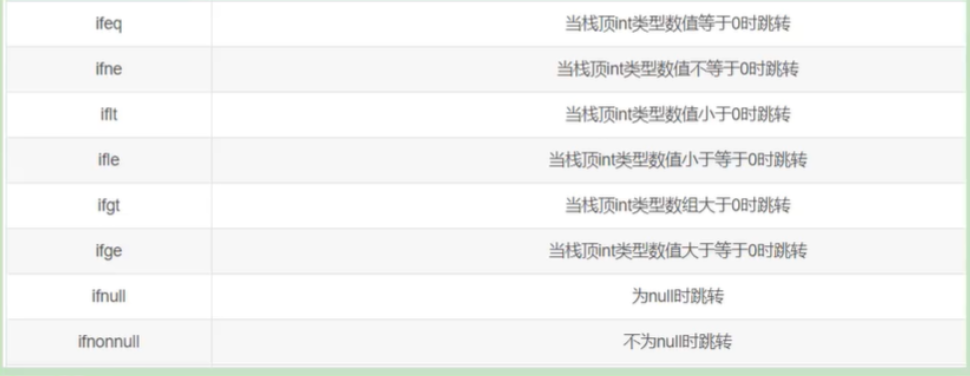 ifeq 当栈顶int类型数值等于0时跳转
ifne 当栈顶int类型数值不等于0时跳转
iflt 当栈顶int类型数值小于0时跳转
ifle 当栈顶int类型数值小于等于0时跳转
ifgt 当栈顶int类型数组大于0时跳转
ifge 当栈顶int类型数值大于等于0时跳转
ifnull 为null时跳转
ifnonnull 不为null时跳转